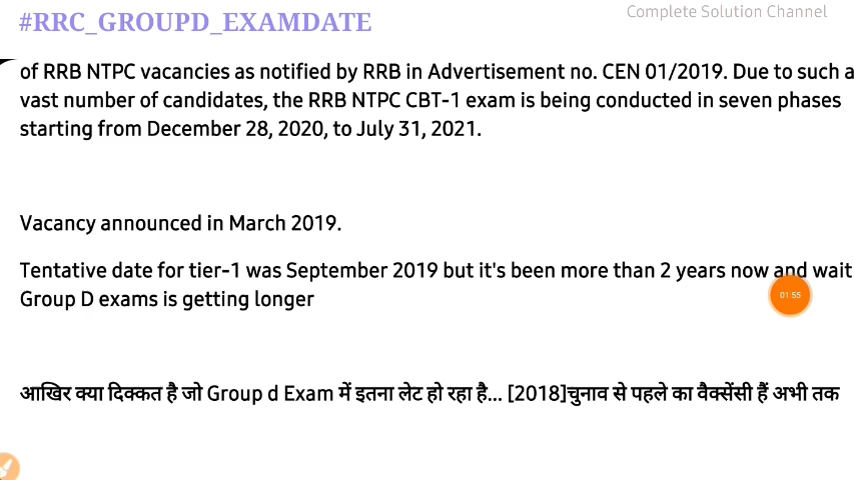 Complete Solution Channel
#RRC_GROUPD_EXAMDATE
of RRB NTPC vacancies as notified by RRB in Advertisement no. CEN 01/2019. Due to such a
vast number of candidates, the RRB NTPC CBT-1 exam is being conducted in seven phases
starting from December 28, 2020, to July 31, 2021.
Vacancy announced in March 2019.
Tentative date for tier-1 was September 2019 but it's been more than 2 years now and wait
Group D exams is getting longer
01:55
आखिर क्या दिक्कत है जो Group d Exam में इतना लेट हो रहा है... [2018]चुनाव से पहले का वैक्सेंसी हैं अभी तक